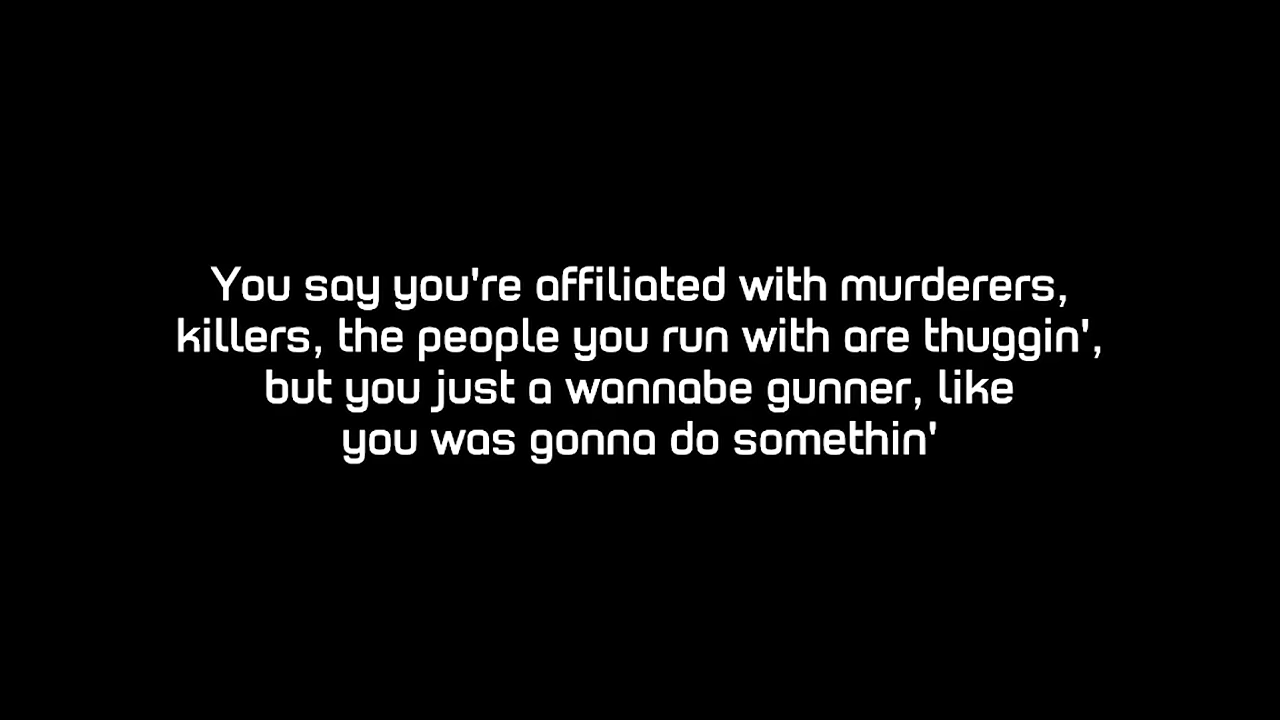 You say you're affiliated with murderers,
killers, the people you run with are thuggin',
but you just a wannabe gunner, like
you was gonna do somethin'